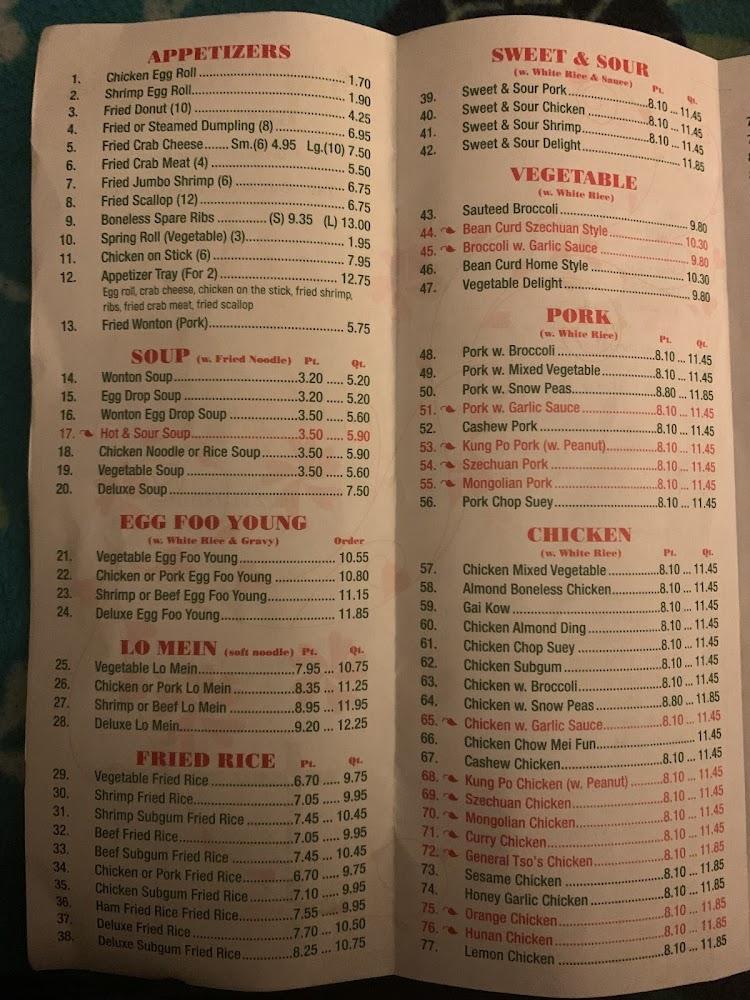 APPETIZERS
1. Chicken Egg Roll 1.70
2. Shrimp Egg Roll 1.90
3. Fried Donut (10) 4.25
4. Fried or Steamed Dumpling (8) 6.95
5. Fried Crab Cheese Sm.(6) 4.95 Lg.(10) 7.50
6. Fried Crab Meat (4) 5.50
7. Fried Jumbo Shrimp (6) 6.75
8. Fried Scallop (12) 6.75
9. Boneless Spare Ribs (S) 9.35 (L) 13.00
10. Spring Roll (Vegetable) (3) 1.95
11. Chicken on Stick (6) 7.95
12. Appetizer Tray (For 2) 12.75
Egg roll, crab cheese, chicken on the stick, fried shrimp,
ribs, fried crab meat, fried scallop
13. Fried Wonton (Pork) 5.75
SOUP (w. Fried Noodle) Pt. Qt.
14. Wonton Soup 3.20 5.20
15. Egg Drop Soup 3.20 5.20
16. Wonton Egg Drop Soup 3.50 5.60
17. Hot & Sour Soup 3.50 5.90
18. Chicken Noodle or Rice Soup 3.50 5.90
19. Vegetable Soup 3.50 5.60
20. Deluxe Soup 7.50
EGG FOO YOUNG
(w. White Rice & Gravy) Order
21. Vegetable Egg Foo Young 10.55
22. Chicken or Pork Egg Foo Young 10.80
23. Shrimp or Beef Egg Foo Young 11.15
24. Deluxe Egg Foo Young 11.85
LO MEIN (soft noodle) Pt. Qt.
25. Vegetable Lo Mein 7.95 10.75
26. Chicken or Pork Lo Mein 8.35 11.25
27. Shrimp or Beef Lo Mein 8.95 11.95
28. Deluxe Lo Mein 9.20 12.25
FRIED RICE Pt. Qt.
29. Vegetable Fried Rice 6.70 9.75
30. Shrimp Fried Rice 7.05 9.95
31. Shrimp Subgum Fried Rice 7.45 10.45
32. Beef Fried Rice 7.05 9.95
33. Beef Subgum Fried Rice 7.45 10.45
34. Chicken or Pork Fried Rice 6.70 9.75
35. Chicken Subgum Fried Rice 7.10 9.95
36. Ham Fried Rice Fried Rice 7.55 9.95
37. Deluxe Fried Rice 7.70 10.50
38. Deluxe Subgum Fried Rice 8.25 10.75
SWEET & SOUR
(w. White Rice & Sauce) Pt. Qt.
39. Sweet & Sour Pork 8.10 11.45
40. Sweet & Sour Chicken 8.10 11.45
41. Sweet & Sour Shrimp 8.10 11.45
42. Sweet & Sour Delight 11.85
VEGETABLE
(w. White Rice)
43. Sauteed Broccoli 9.80
44. Bean Curd Szechuan Style 10.30
45. Broccoli w. Garlic Sauce 9.80
46. Bean Curd Home Style 10.30
47. Vegetable Delight 9.80
PORK
(w. White Rice) Pt. Qt.
48. Pork w. Broccoli 8.10 11.45
49. Pork w. Mixed Vegetable 8.10 11.45
50. Pork w. Snow Peas 8.80 11.85
51. Pork w. Garlic Sauce 8.10 11.45
52. Cashew Pork 8.10 11.45
53. Kung Po Pork (w. Peanut) 8.10 11.45
54. Szechuan Pork 8.10 11.45
55. Mongolian Pork 8.10 11.45
56. Pork Chop Suey 8.10 11.45
CHICKEN
(w. White Rice) Pt. Qt.
57. Chicken Mixed Vegetable 8.10 11.45
58. Almond Boneless Chicken 8.10 11.45
59. Gai Kow 8.10 11.45
60. Chicken Almond Ding 8.10 11.45
61. Chicken Chop Suey 8.10 11.45
62. Chicken Subgum 8.10 11.45
63. Chicken w. Broccoli 8.10 11.45
64. Chicken w. Snow Peas 8.80 11.85
65. Chicken w. Garlic Sauce 8.10 11.45
66. Chicken Chow Mei Fun 11.45
67. Cashew Chicken 8.10 11.45
68. Kung Po Chicken (w. Peanut) 8.10 11.45
69. Szechuan Chicken 8.10 11.45
70. Mongolian Chicken 8.10 11.45
71. Curry Chicken 8.10 11.45
72. General Tso's Chicken 8.10 11.85
73. Sesame Chicken 8.10 11.85
74. Honey Garlic Chicken 8.10 11.85
75. Orange Chicken 8.10 11.85
76. Hunan Chicken 8.10 11.85
77. Lemon Chicken 8.10 11.85